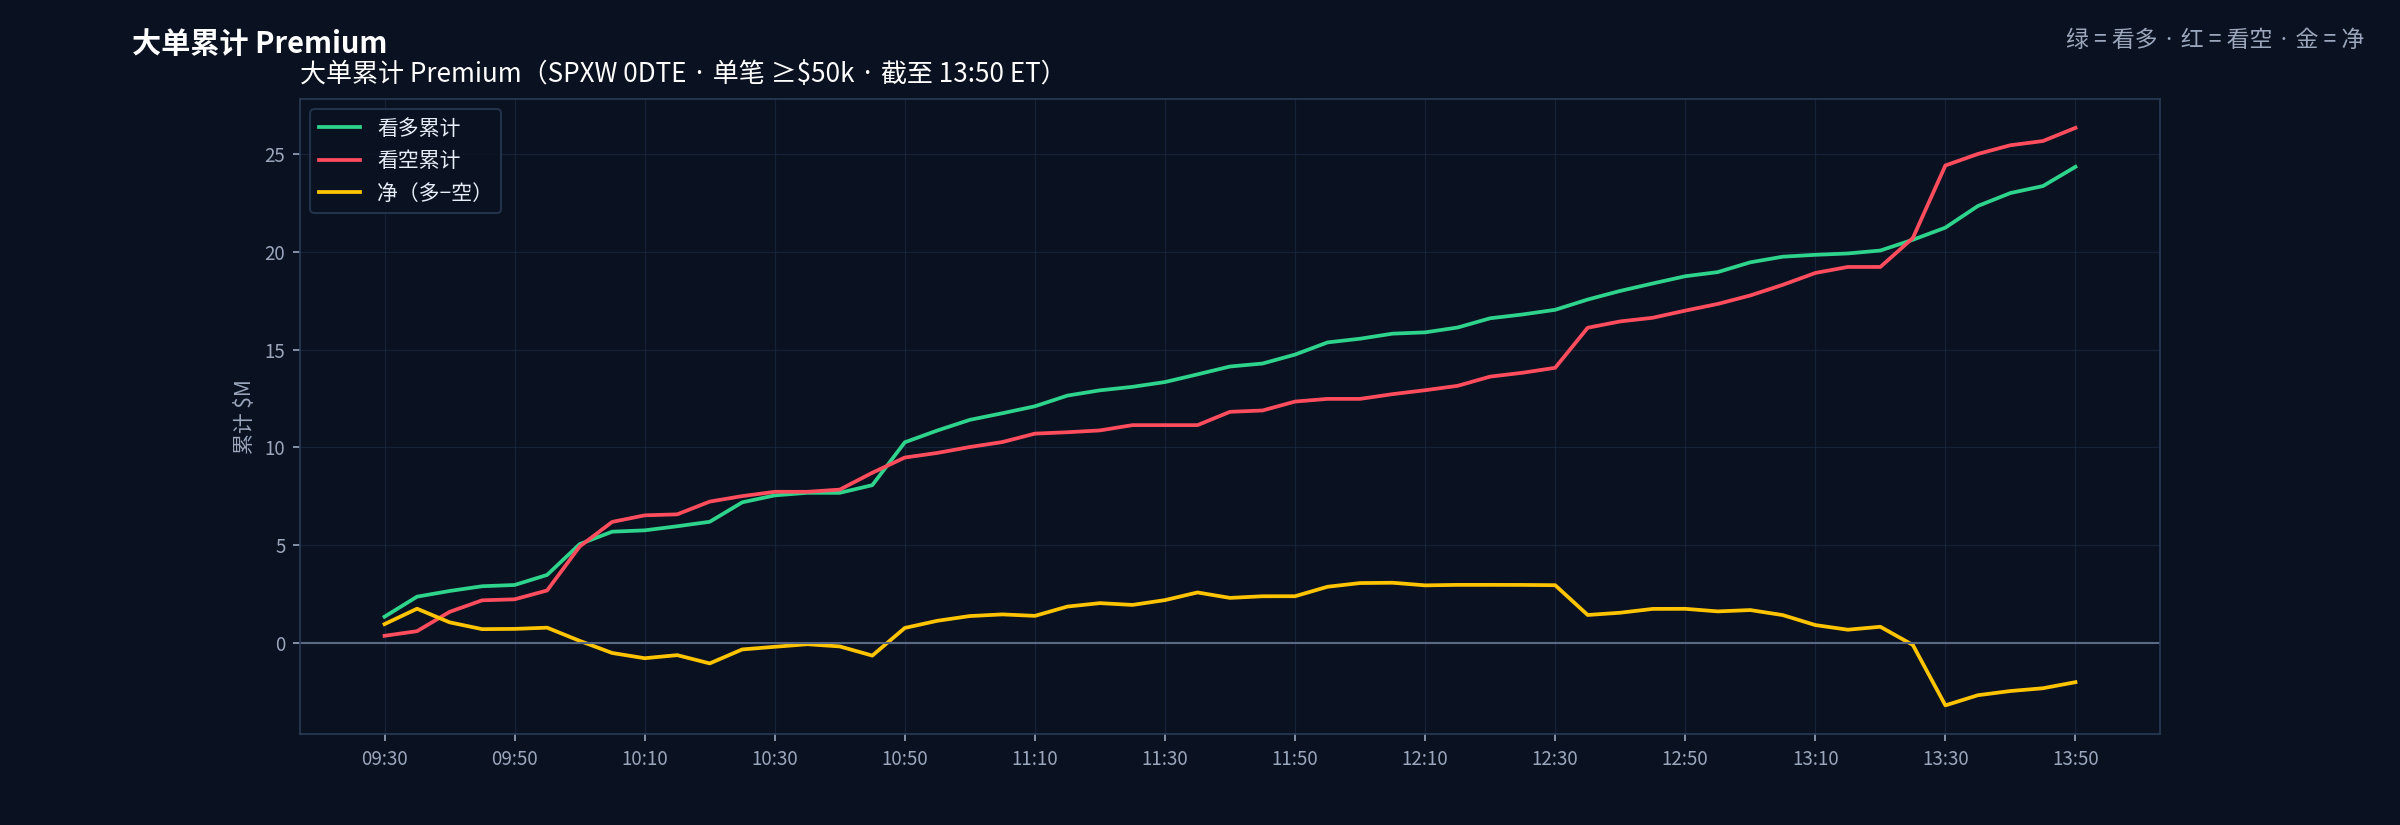 大单累计 Premium
绿 = 看多 · 红 = 看空 · 金 = 净
大单累计 Premium（SPXW 0DTE · 单笔 ≥$50k · 截至 13:50 ET）
看多累计
看空累计
净（多−空）
累计 $M
25
20
15
10
5
0
09:30 09:50 10:10 10:30 10:50 11:10 11:30 11:50 12:10 12:30 12:50 13:10 13:30 13:50